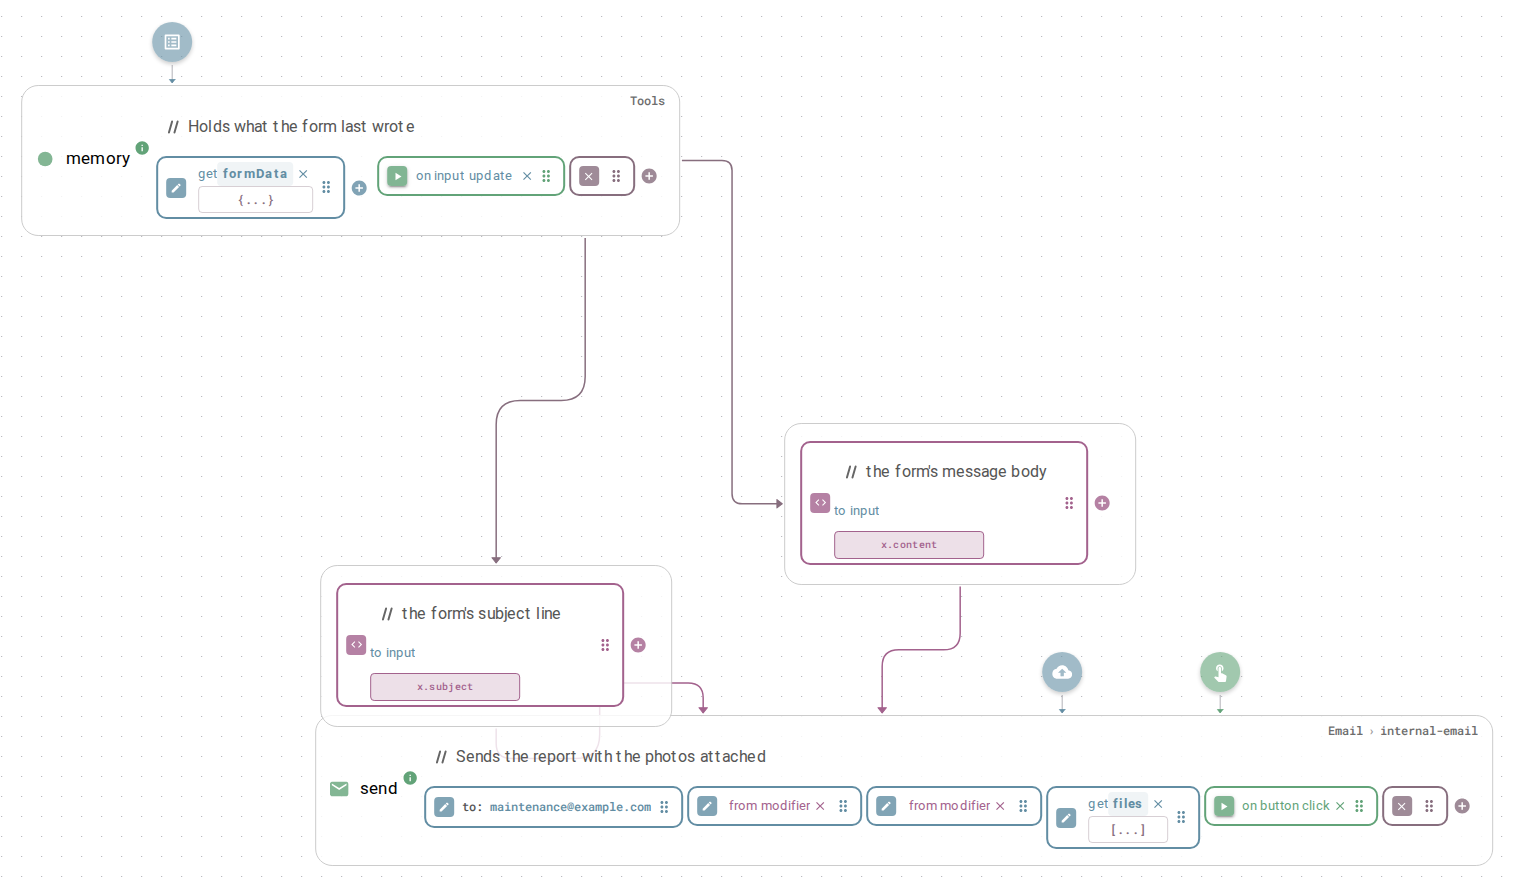 Tools
// Holds what the form last wrote
memory
get formData
{...}
on input update
// the form's message body
to input
x.content
// the form's subject line
to input
x.subject
Email › internal-email
// Sends the report with the photos attached
send
to: maintenance@example.com
from modifier
from modifier
get files
[...]
on button click